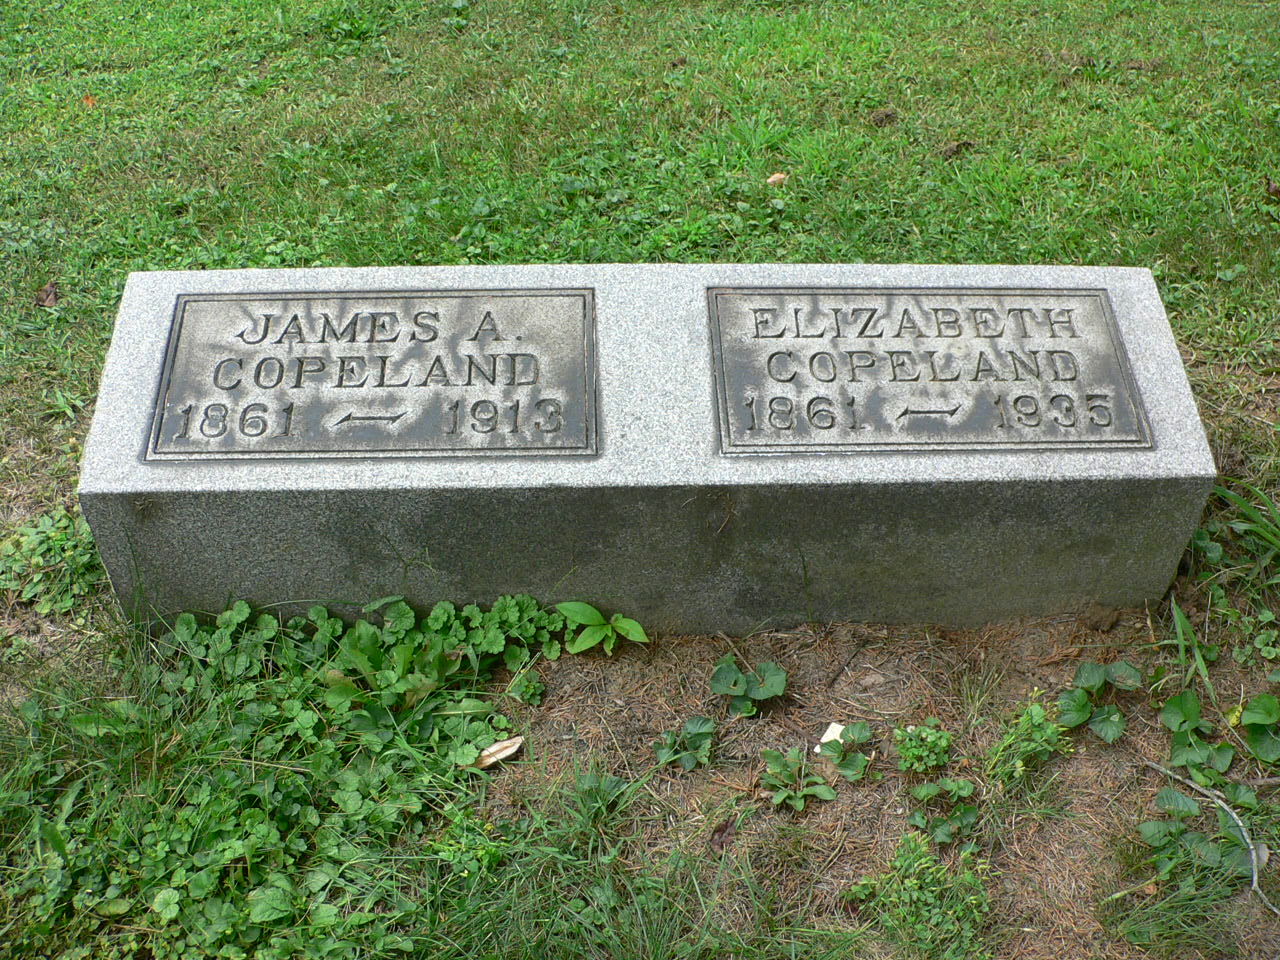 JAMES A.
COPELAND
1861 — 1913
ELIZABETH
COPELAND
1861 — 1935